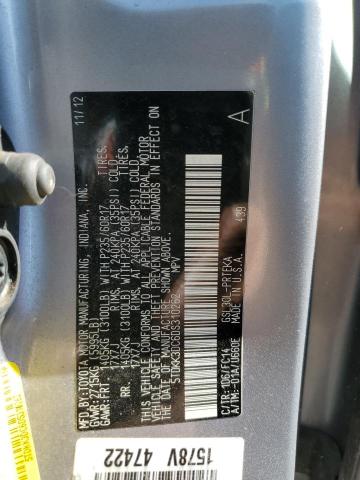 MFD.BY: TOYOTA MOTOR MANUFACTURING, INDIANA, INC. 11/12
GVWR: 2715KG (5995LB)
GAWR: FRT. 1405KG (3100LB) WITH P235/60R17 TIRES,
17X7J RIMS, AT 240KPA (35PSI) COLD.
RR. 1405KG (3100LB) WITH P235/60R17 TIRES,
17X7J RIMS, AT 240KPA (35PSI) COLD.
THIS VEHICLE CONFORMS TO ALL APPLICABLE FEDERAL MOTOR
VEHICLE SAFETY AND THEFT PREVENTION STANDARDS IN EFFECT
ON THE DATE OF MANUFACTURE SHOWN ABOVE.
MPV
A
439
C/TR: 1D6/FC14
A/TM: -01A/U660E
GSL30L-PRTEKA
MADE IN U.S.A.
1578V 47422